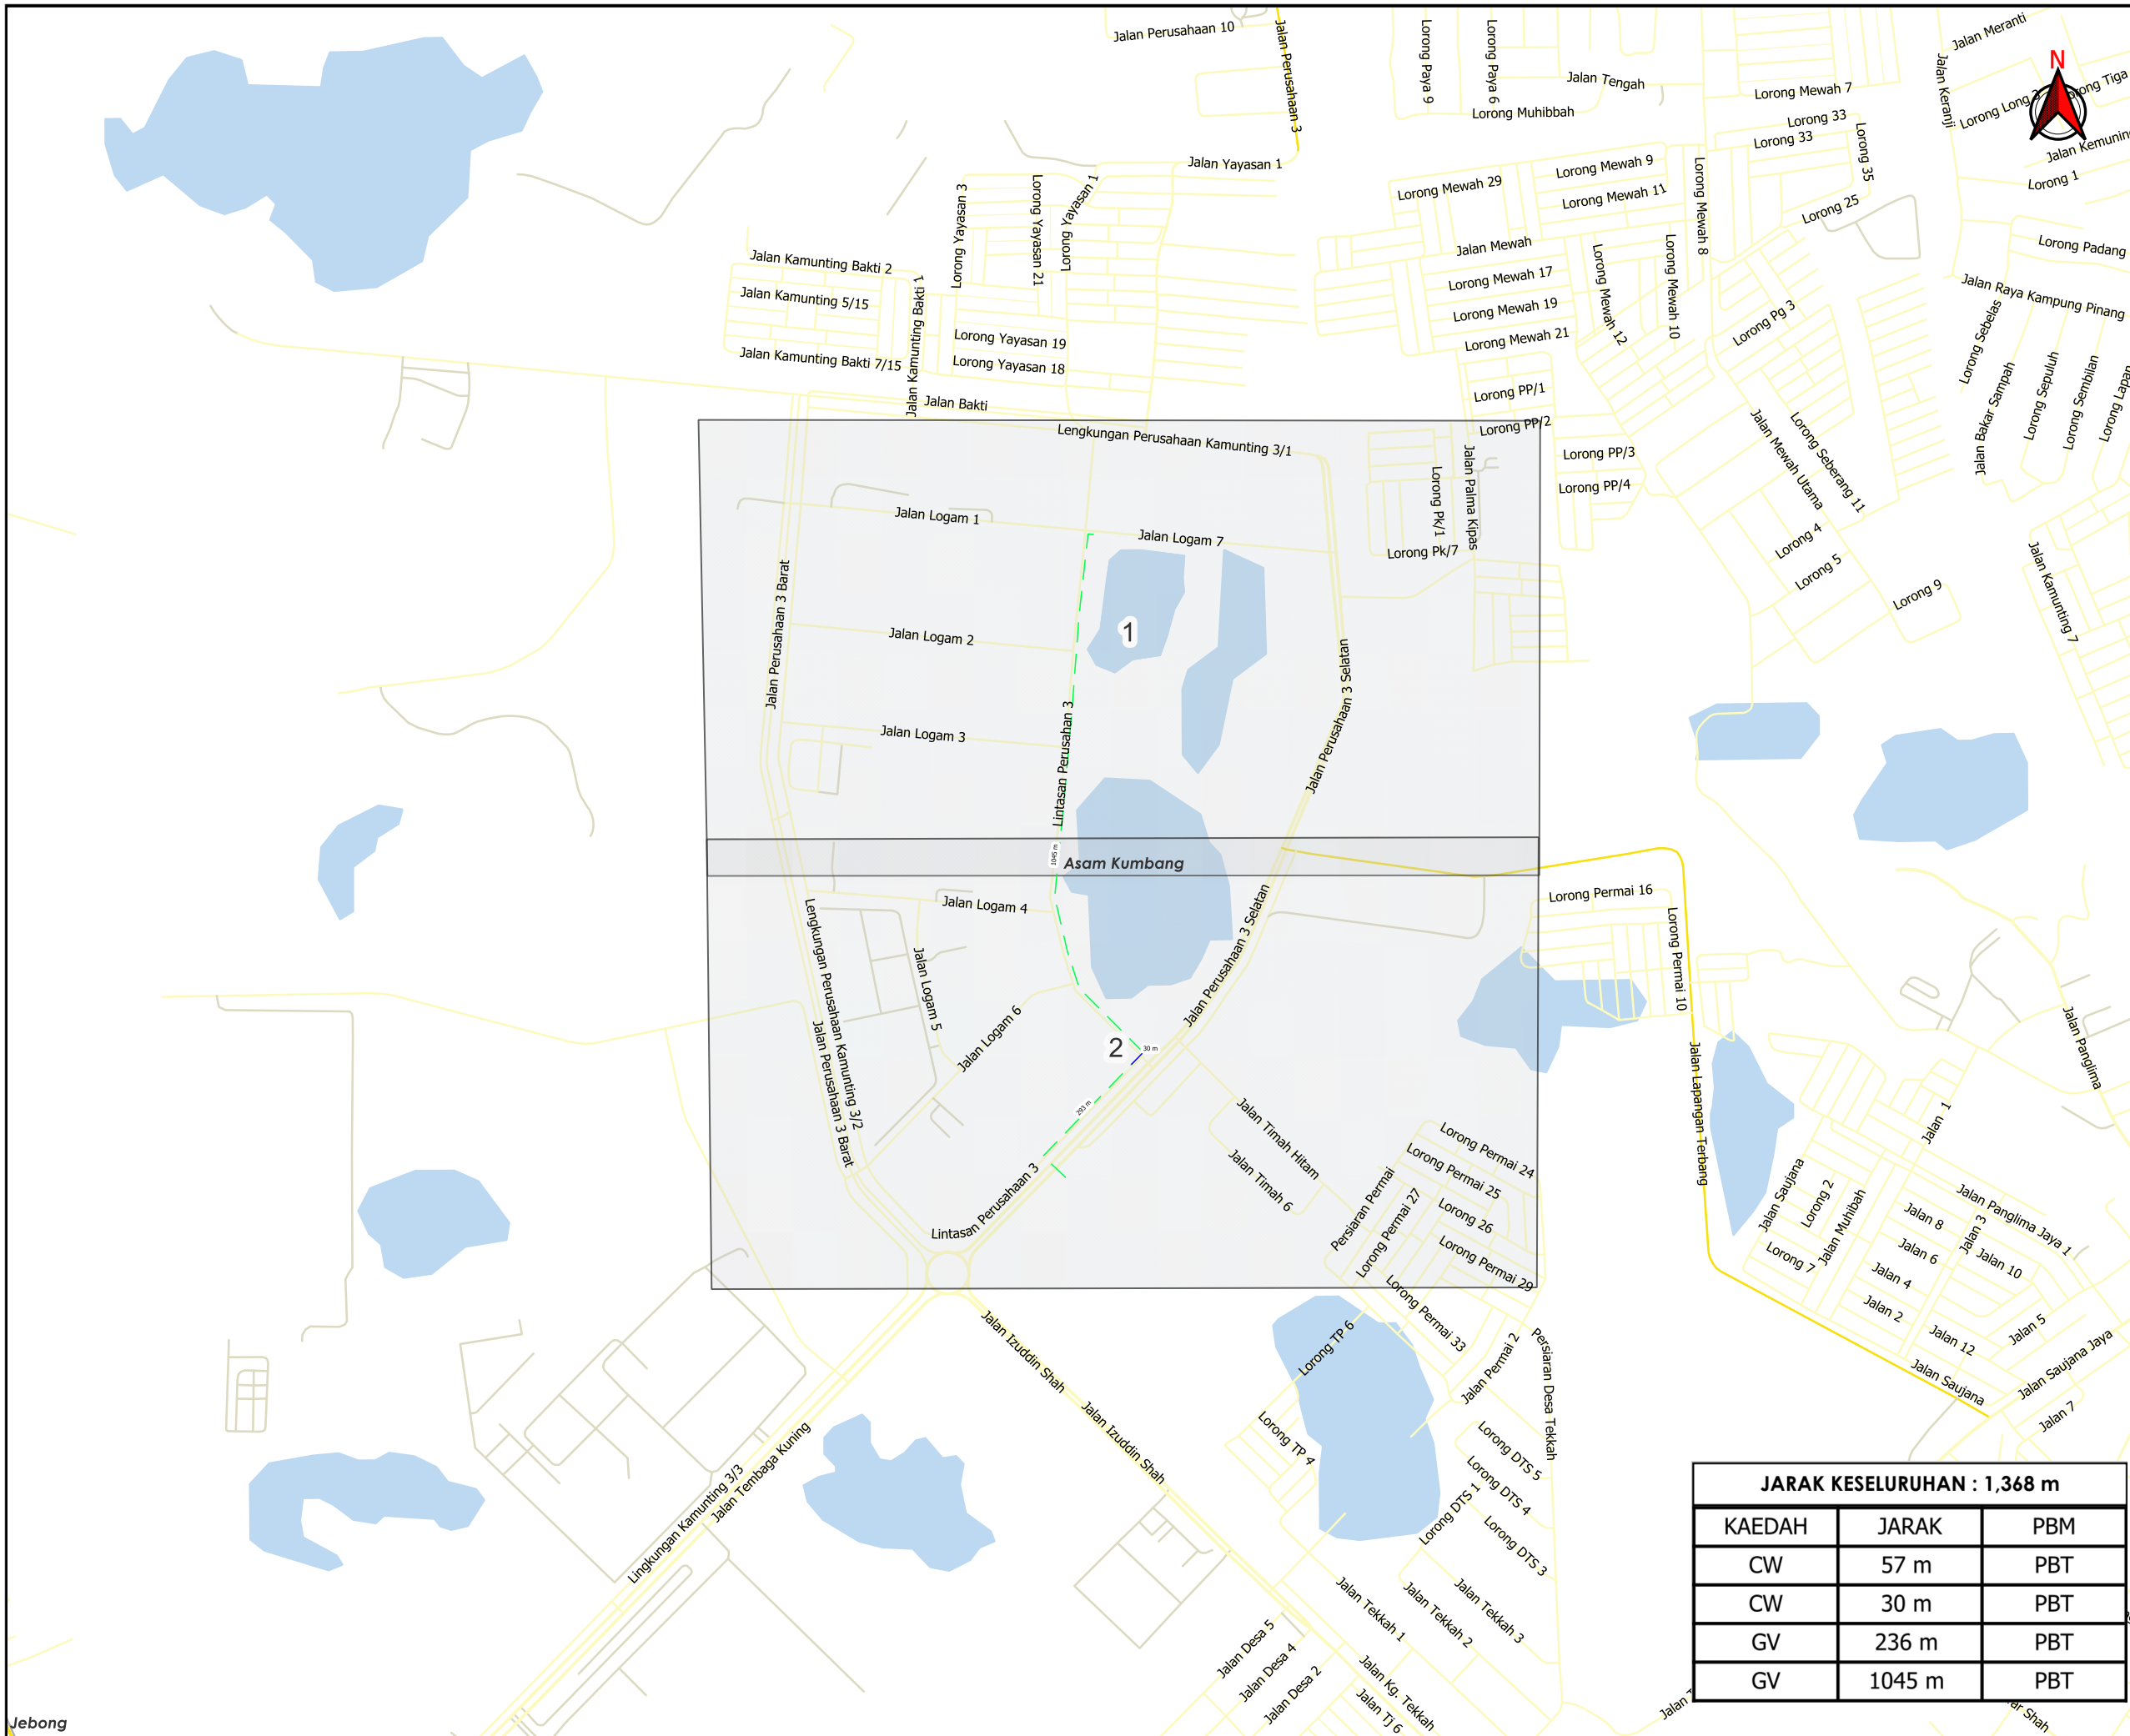 Jalan Perusahaan 10
Jalan Perusahaan 3
Lorong Paya 9
Lorong Paya 6
Jalan Tengah
Lorong Muhibbah
Lorong Mewah 7
Lorong 33
Lorong 33
Lorong 35
Jalan Keranji
Jalan Meranti
N
Lorong Long 3
Jalan Yayasan 1
Lorong Yayasan 3
Lorong Yayasan 21
Lorong Yayasan 1
Lorong Mewah 29
Lorong Mewah 9
Lorong Mewah 11
Lorong Mewah 8
Lorong 25
Lorong 1
Lorong Padang
Jalan Kamunting Bakti 2
Jalan Kamunting 5/15
Jalan Kamunting Bakti 1
Jalan Kamunting Bakti 7/15
Lorong Yayasan 19
Lorong Yayasan 18
Jalan Bakti
Jalan Mewah
Lorong Mewah 17
Lorong Mewah 19
Lorong Mewah 21
Lorong Mewah 12
Lorong Mewah 10
Lorong Pg 3
Jalan Raya Kampung Pinang
Lorong Sebelas
Jalan Bakar Sampah
Lorong Sepuluh
Lorong Sembilan
Lorong PP/1
Lorong PP/2
Lorong PP/3
Lorong PP/4
Jalan Mewah Utama
Lorong Seberang 11
Lengkungan Perusahaan Kamunting 3/1
Jalan Palma Kipas
Lorong Pk/1
Lorong Pk/7
Jalan Logam 1
Jalan Logam 7
Lorong 4
Lorong 5
Lorong 9
Jalan Kamunting 7
Jalan Perusahaan 3 Barat
Jalan Logam 2
1
Jalan Logam 3
Lintasan Perusahan 3
Jalan Perusahaan 3 Selatan
1045 m
Asam Kumbang
Jalan Logam 4
Jalan Logam 5
Jalan Logam 6
Lengkungan Perusahaan Kamunting 3/2
Jalan Perusahaan 3 Barat
Jalan Perusahaan 3 Selatan
2
30 m
293 m
Lintasan Perusahaan 3
Jalan Timah Hitam
Jalan Timah 6
Lorong Permai 16
Lorong Permai 10
Jalan Lapangan Terbang
Jalan Panglima
Lorong Permai 24
Lorong Permai 25
Lorong 26
Lorong Permai 27
Persiaran Permai
Lorong Permai 29
Lorong Permai 33
Jalan 1
Jalan Saujana
Lorong 2
Jalan Muhibah
Lorong 7
Jalan Panglima Jaya 1
Jalan 8
Jalan 3
Jalan 6
Jalan 10
Jalan 4
Jalan 2
Jalan 12
Jalan 5
Jalan Saujana
Jalan Saujana Jaya
Jalan 7
Jalan Izuddin Shah
Jalan Izuddin Shah
Lorong TP 6
Lorong TP 4
Jalan Permai 2
Persiaran Desa Tekkah
Lorong DTS 5
Lorong DTS 4
Lorong DTS 1
Lorong DTS 3
Lingkungan Kamunting 3/3
Jalan Tembaga Kuning
Jalan Tekkah 1
Jalan Tekkah 2
Jalan Tekkah 3
Jalan Desa 5
Jalan Desa 4
Jalan Desa 2
Jalan Kg. Tekkah
Jalan Tj 6
Jebong
JARAK KESELURUHAN : 1,368 m
KAEDAH JARAK PBM
CW 57 m PBT
CW 30 m PBT
GV 236 m PBT
GV 1045 m PBT